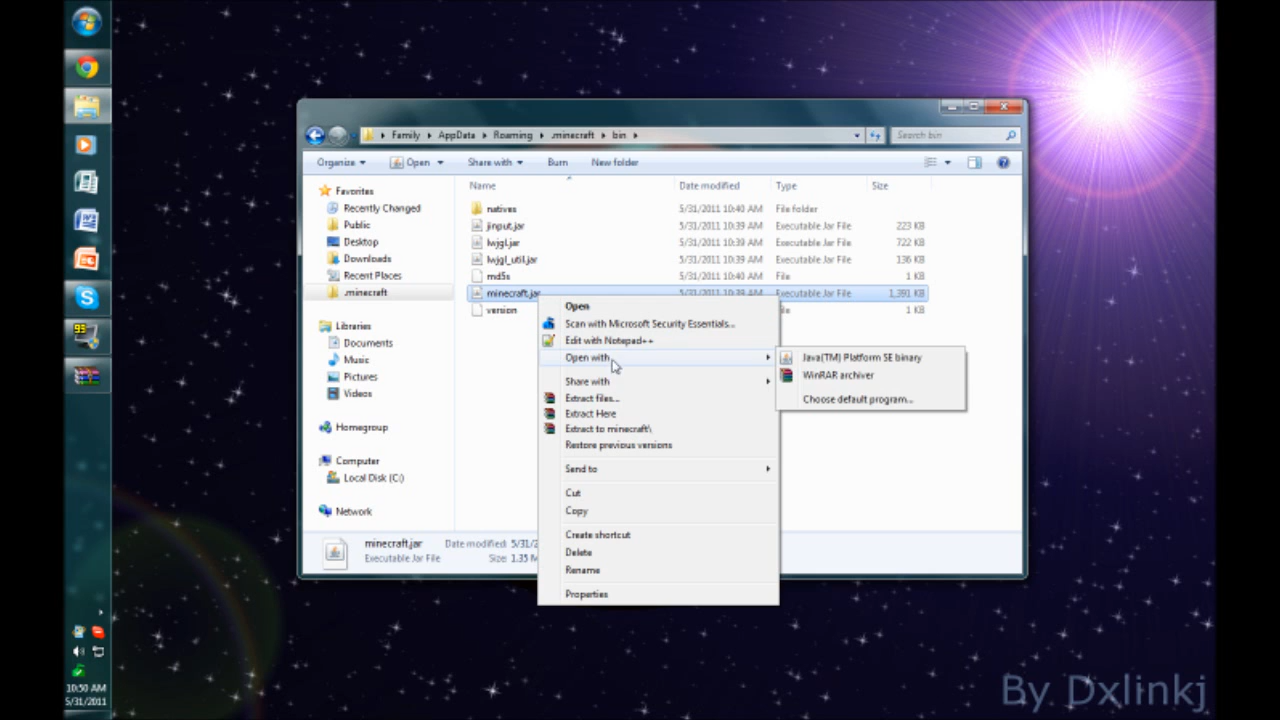 Family AppData Roaming .minecraft bin
Search bin
Organize Open Share with Burn New folder
Name Date modified Type Size
Favorites
Recently Changed
Public
Desktop
Downloads
Recent Places
.minecraft
Libraries
Documents
Music
Pictures
Videos
Homegroup
Computer
Local Disk (C:)
Network
natives 5/31/2011 10:40 AM File folder
jinput.jar 5/31/2011 10:39 AM Executable Jar File 223 KB
lwjgl.jar 5/31/2011 10:39 AM Executable Jar File 722 KB
lwjgl_util.jar 5/31/2011 10:39 AM Executable Jar File 136 KB
md5s 5/31/2011 10:40 AM File 1 KB
minecraft.jar 5/31/2011 10:39 AM Executable Jar File 1,391 KB
version ile 1 KB
Open
Scan with Microsoft Security Essentials...
Edit with Notepad++
Open with
Share with
Extract files...
Extract Here
Extract to minecraft\
Restore previous versions
Send to
Cut
Copy
Create shortcut
Delete
Rename
Properties
Java(TM) Platform SE binary
WinRAR archiver
Choose default program...
minecraft.jar Date modified: 5/31/2
Executable Jar File Size: 1.35 M
10:50 AM
5/31/2011
By Dxlinkj